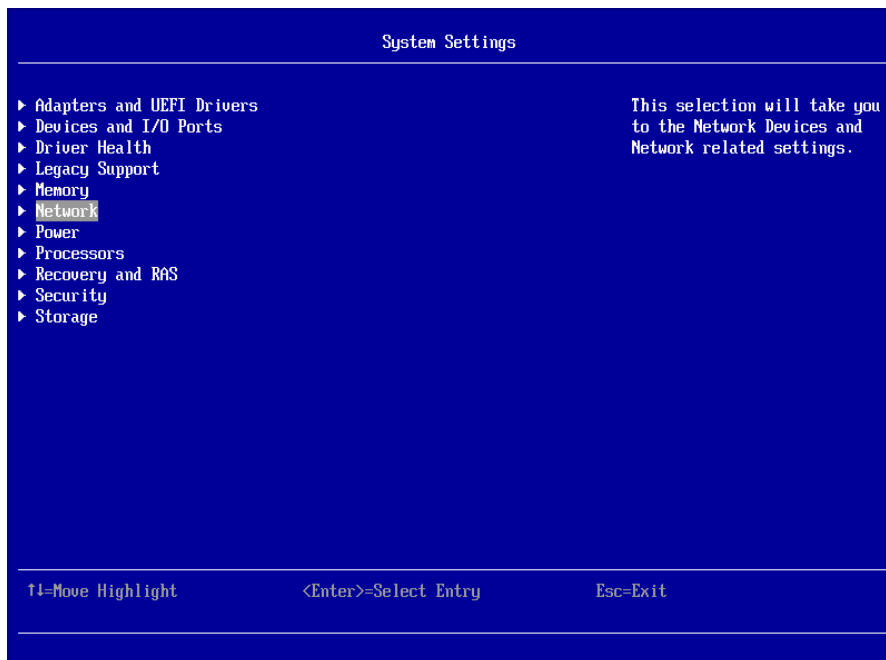 System Settings
▶ Adapters and UEFI Drivers
▶ Devices and I/O Ports
▶ Driver Health
▶ Legacy Support
▶ Memory
▶ Network
▶ Power
▶ Processors
▶ Recovery and RAS
▶ Security
▶ Storage
This selection will take you
to the Network Devices and
Network related settings.
↑↓=Move Highlight <Enter>=Select Entry Esc=Exit